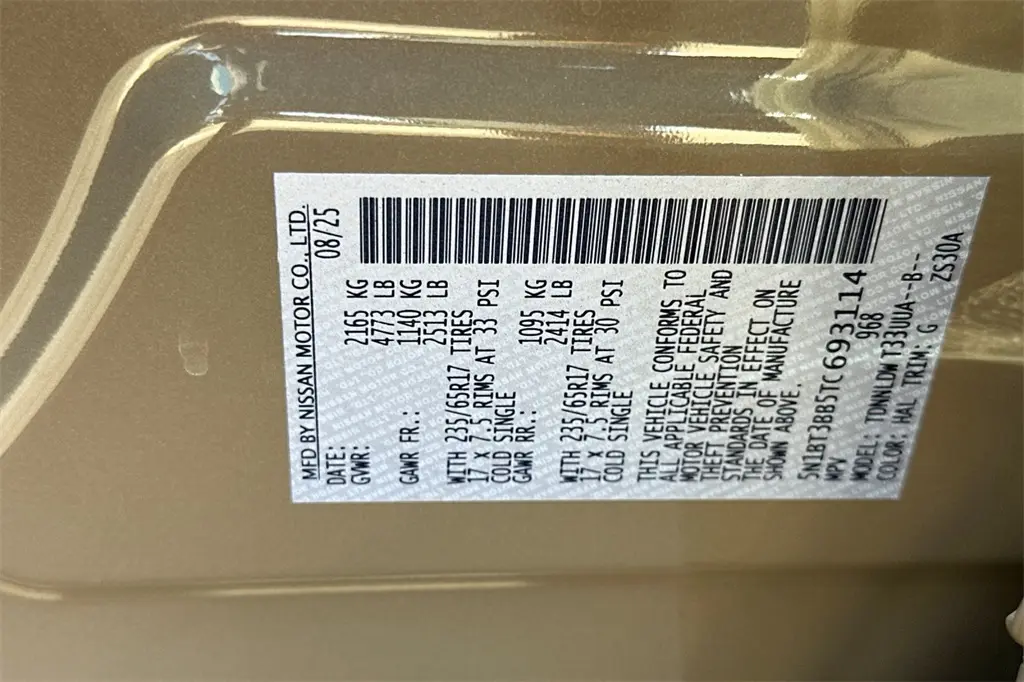 MFD BY NISSAN MOTOR CO., LTD.
DATE: 08/25
GVWR: 2165 KG
4773 LB
GAWR FR.: 1140 KG
2513 LB
WITH 235/65R17 TIRES
17 X 7.5 RIMS AT 33 PSI
COLD SINGLE
GAWR RR.: 1095 KG
2414 LB
WITH 235/65R17 TIRES
17 X 7.5 RIMS AT 30 PSI
COLD SINGLE
THIS VEHICLE CONFORMS TO
ALL APPLICABLE FEDERAL
MOTOR VEHICLE SAFETY AND
THEFT PREVENTION
STANDARDS IN EFFECT ON
THE DATE OF MANUFACTURE
SHOWN ABOVE.
5N1BT3BB5TC693114
MPV 968
MODEL: TDNNLDW T33UUA--B--
COLOR: HAL TRIM: G ZS30A